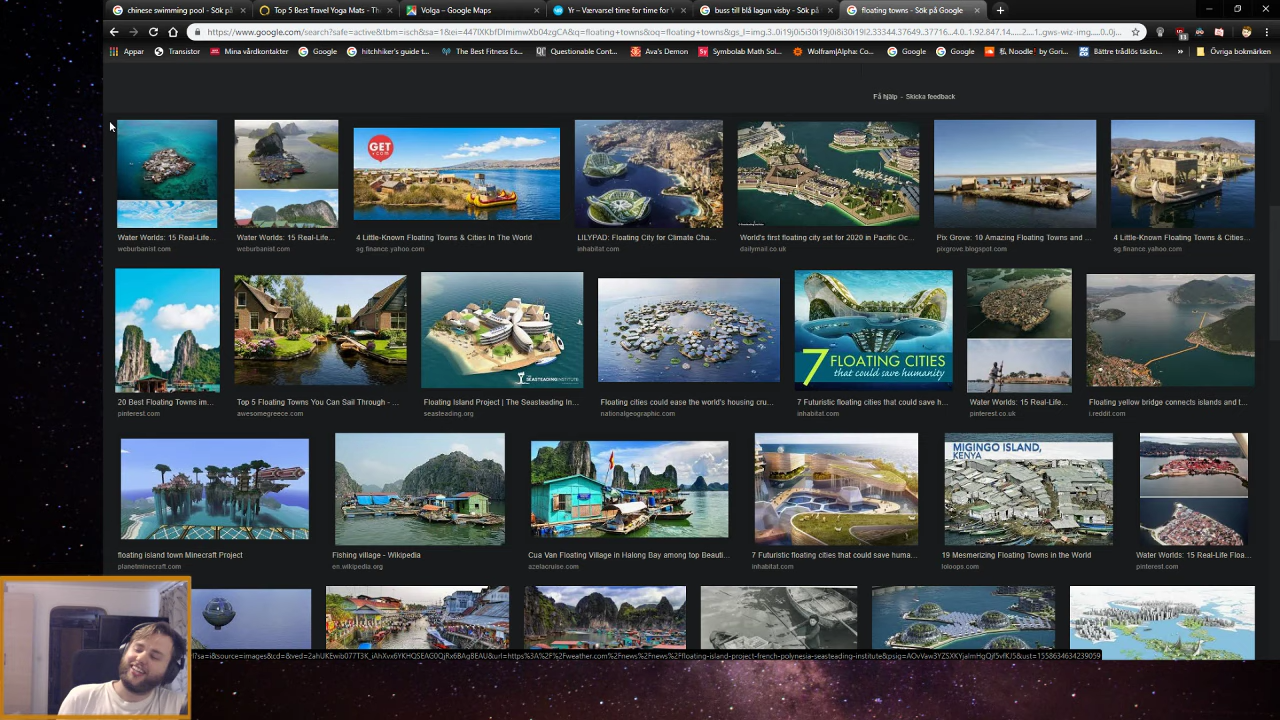 chinese swimming pool - Sök på
Top 5 Best Travel Yoga Mats - Th
Volga – Google Maps
Yr – Værvarsel time for time for V
buss till blå lagun visby - Sök på
floating towns - Sök på Google
Appar
Transistor
Mina vårdkontakter
Google
hitchhiker's guide t...
The Best Fitness Ex...
Questionable Cont...
Ava's Demon
Symbolab Math Sol...
Wolfram|Alpha: Co...
Google
Google
Noodle' by Gori...
Bättre trådlös täckn...
Övriga bokmärken
Få hjälp - Skicka feedback
GET
.com
Water Worlds: 15 Real-Life...
Water Worlds: 15 Real-Life...
4 Little-Known Floating Towns & Cities In The World
LILYPAD: Floating City for Climate Cha...
World's first floating city set for 2020 in Pacific Oc...
Pix Grove: 10 Amazing Floating Towns and ...
4 Little-Known Floating Towns & Cities...
weburbanist.com
weburbanist.com
sg.finance.yahoo.com
inhabitat.com
dailymail.co.uk
pixgrove.blogspot.com
sg.finance.yahoo.com
THE
SEASTEADING INSTITUTE
7 FLOATING CITIES
that could save humanity
20 Best Floating Towns im...
Top 5 Floating Towns You Can Sail Through - ...
Floating Island Project | The Seasteading In...
Floating cities could ease the world's housing cru...
7 Futuristic floating cities that could save h...
Water Worlds: 15 Real-Life...
Floating yellow bridge connects islands and t...
pinterest.com
awesomegreece.com
seasteading.org
nationalgeographic.com
inhabitat.com
pinterest.co.uk
i.reddit.com
MIGINGO ISLAND,
KENYA
floating island town Minecraft Project
Fishing village - Wikipedia
Cua Van Floating Village in Halong Bay among top Beauti...
7 Futuristic floating cities that could save huma...
19 Mesmerizing Floating Towns in the World
Water Worlds: 15 Real-Life Floa...
planetminecraft.com
en.wikipedia.org
azelacruise.com
inhabitat.com
loloops.com
pinterest.com